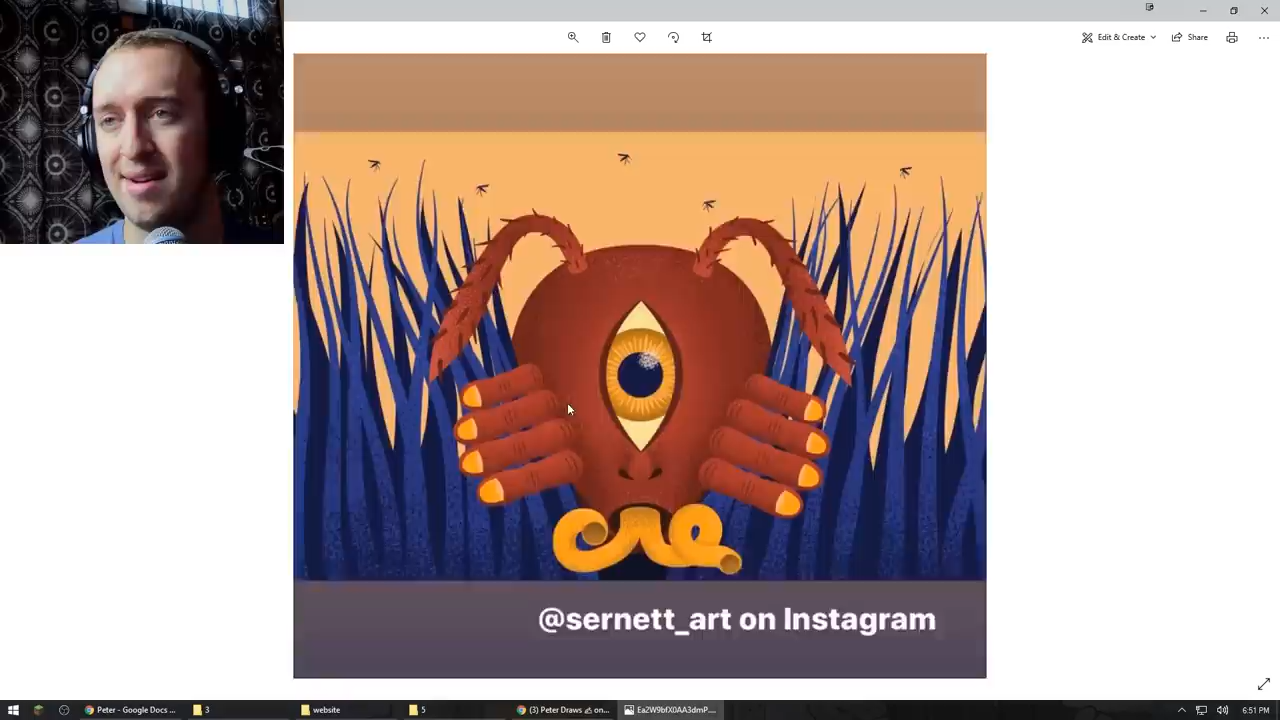 Edit & Create
Share
@sernett_art on Instagram
Peter - Google Docs ...
3
website
5
(3) Peter Draws ✍ on...
Ea2W9bfX0AA3dmP...
6:51 PM